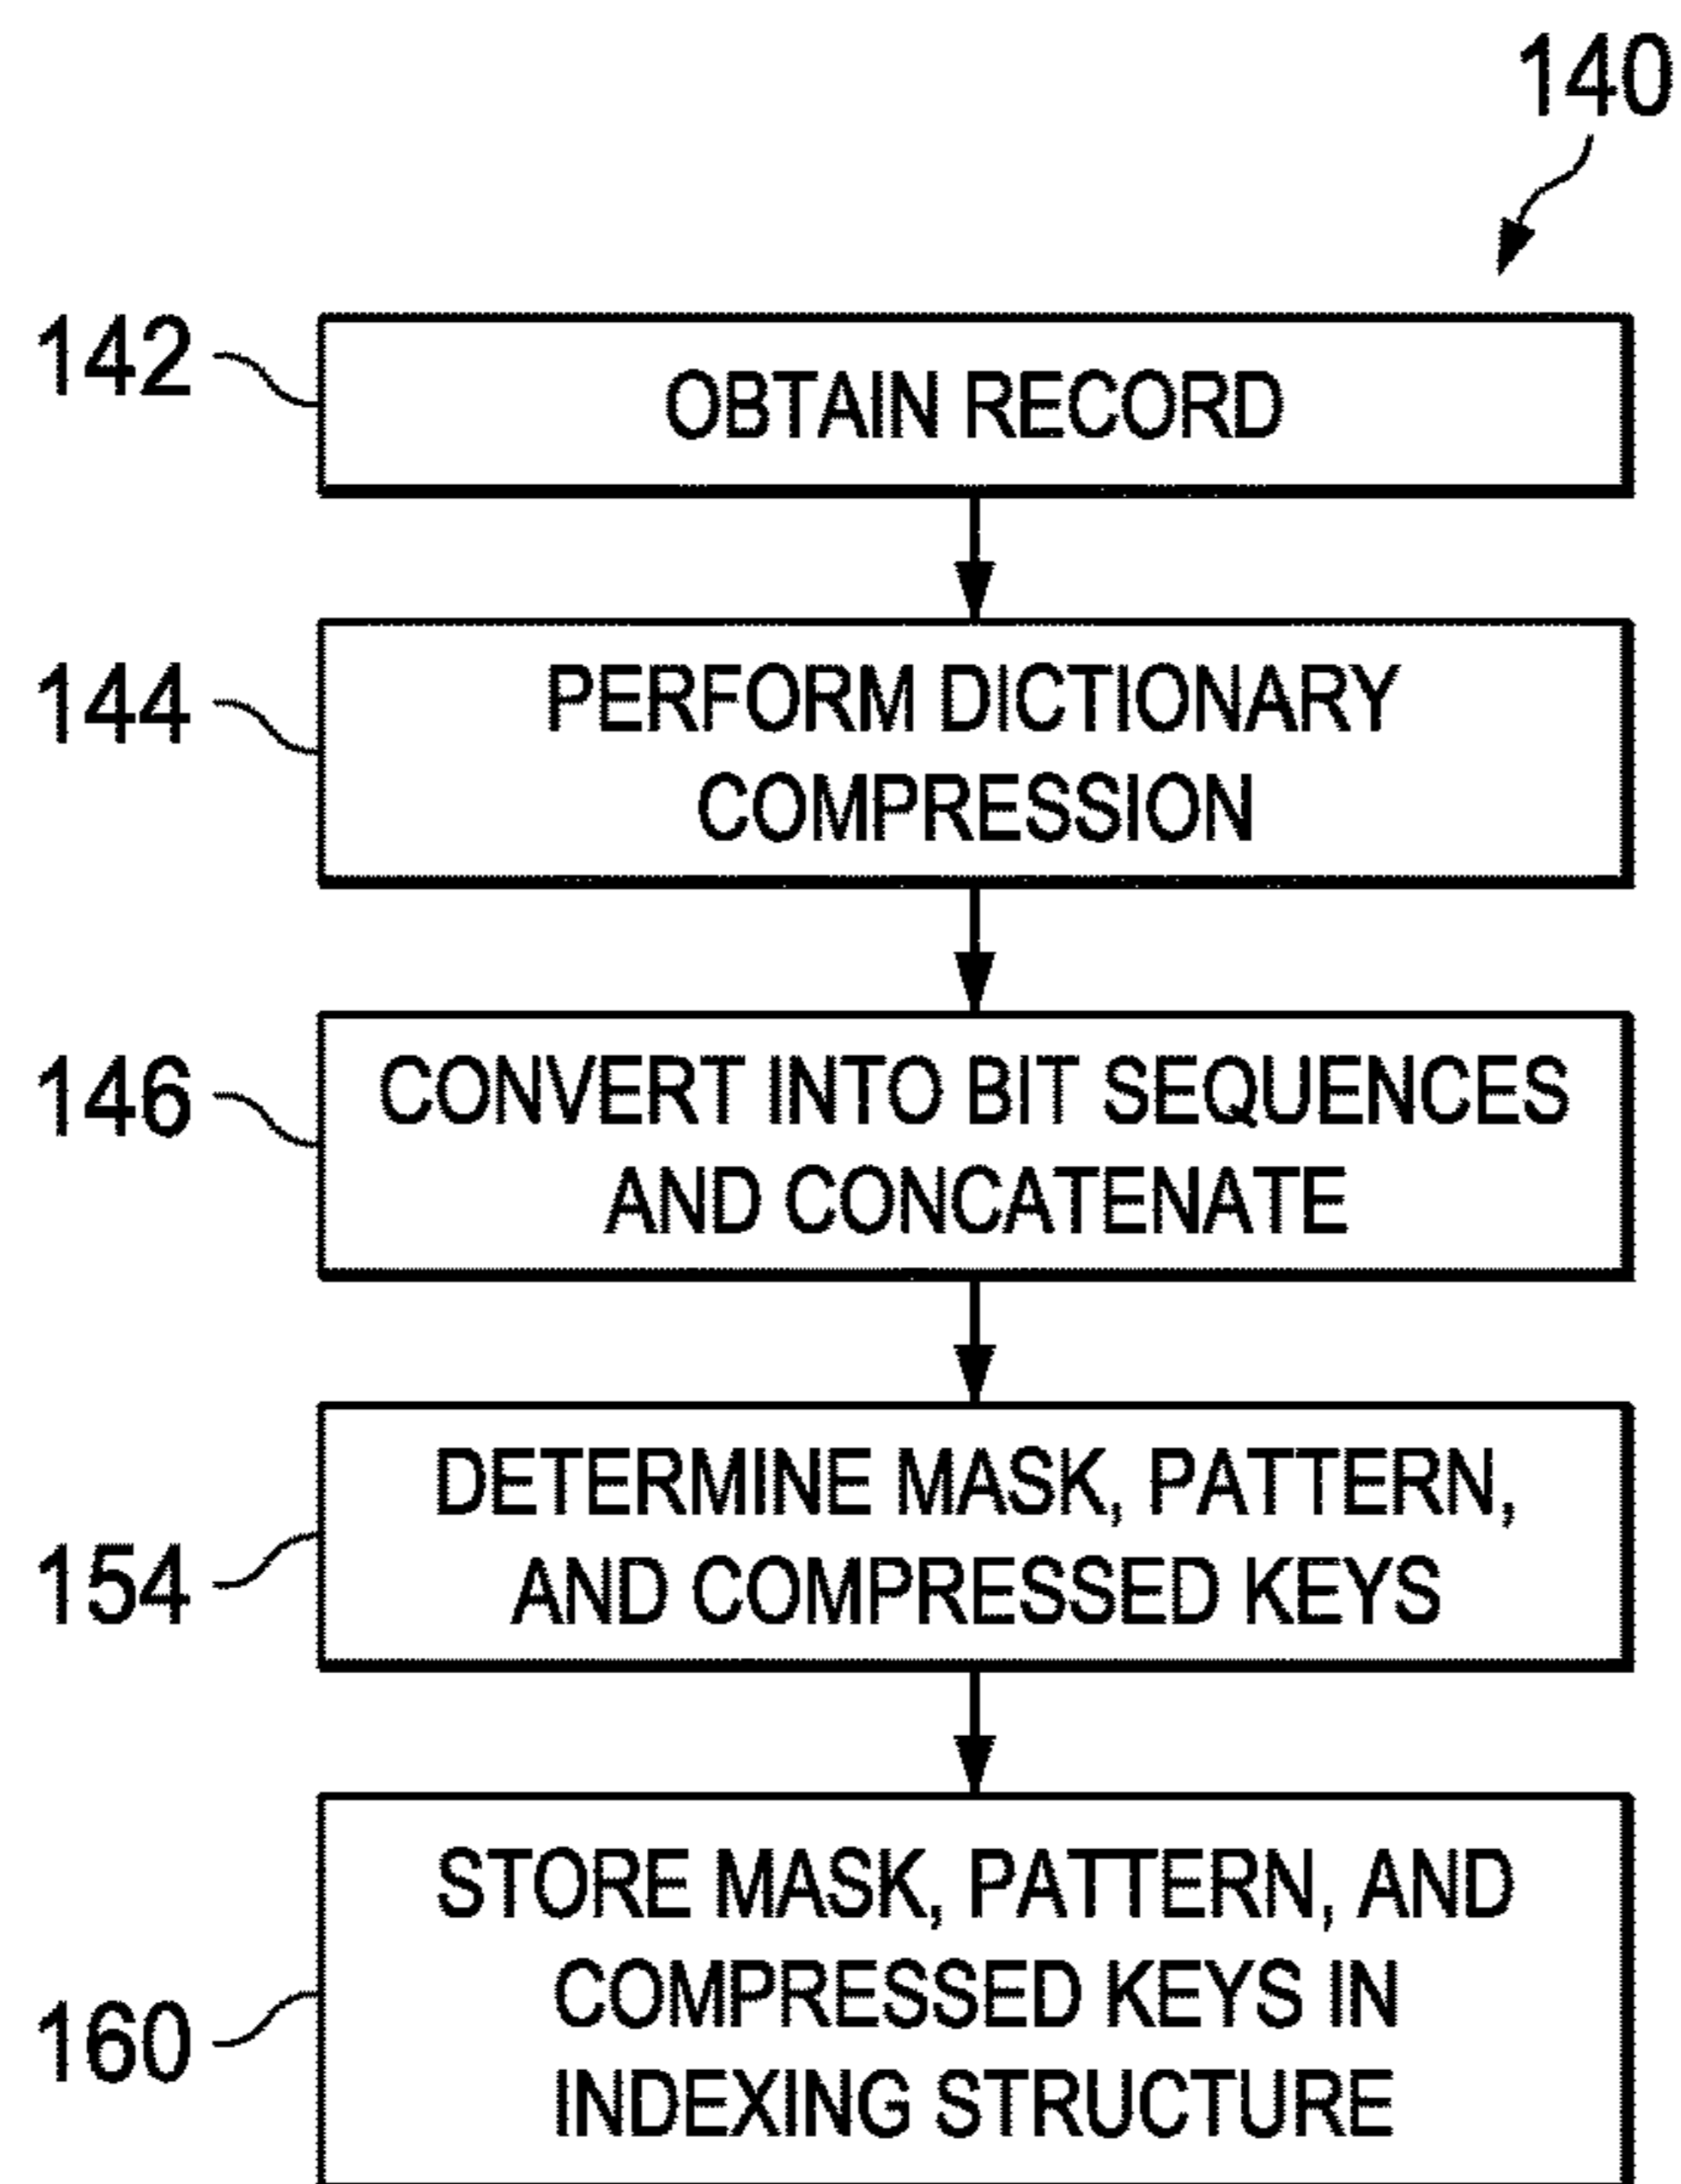 140
142
OBTAIN RECORD
144
PERFORM DICTIONARY
COMPRESSION
146
CONVERT INTO BIT SEQUENCES
AND CONCATENATE
154
DETERMINE MASK, PATTERN,
AND COMPRESSED KEYS
160
STORE MASK, PATTERN, AND
COMPRESSED KEYS IN
INDEXING STRUCTURE